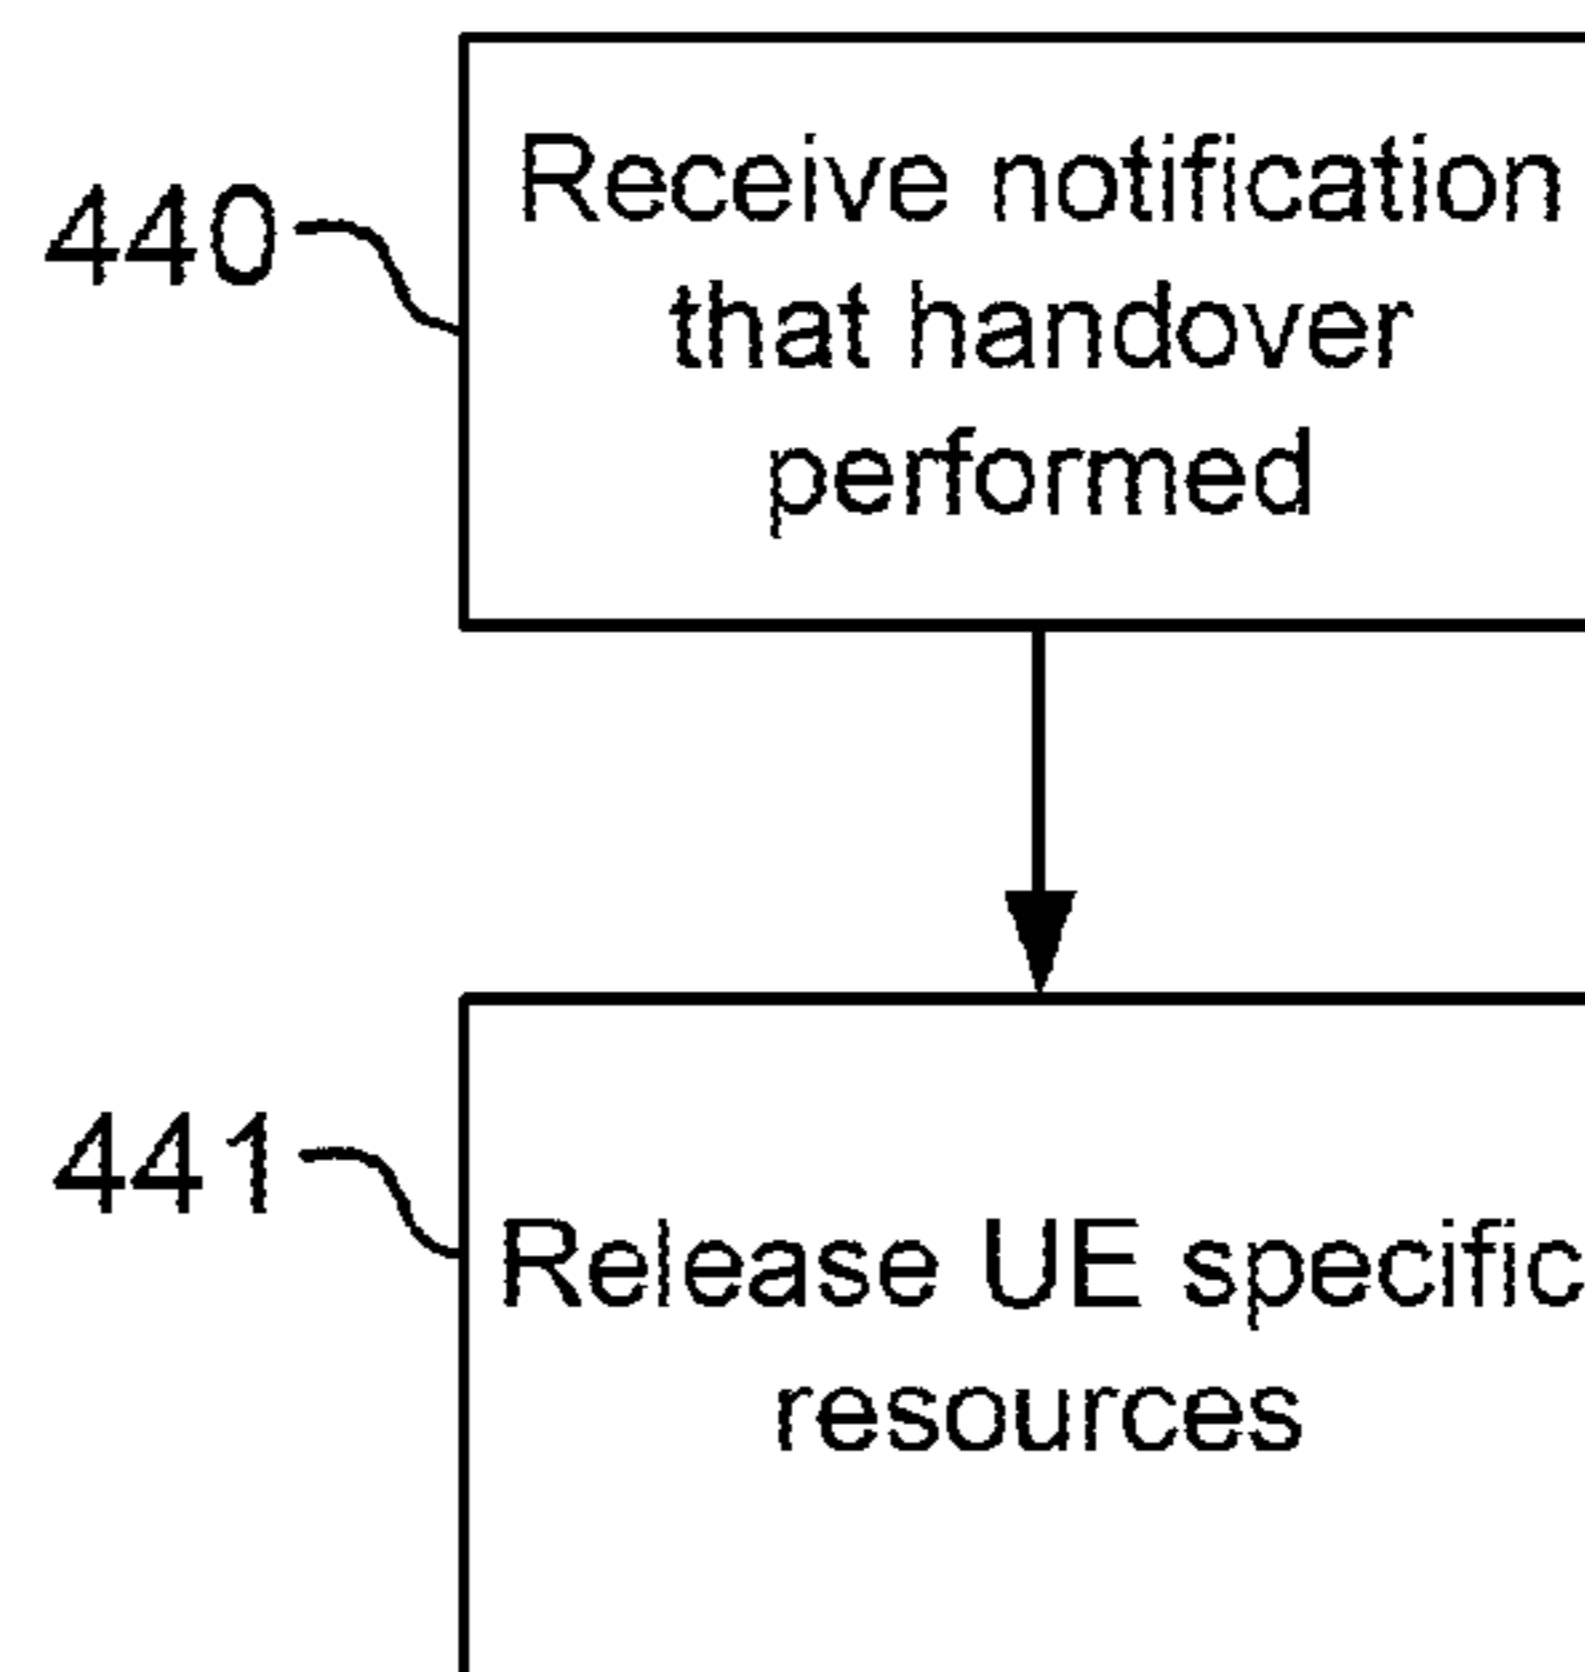 440
Receive notification
that handover
performed
441
Release UE specific
resources